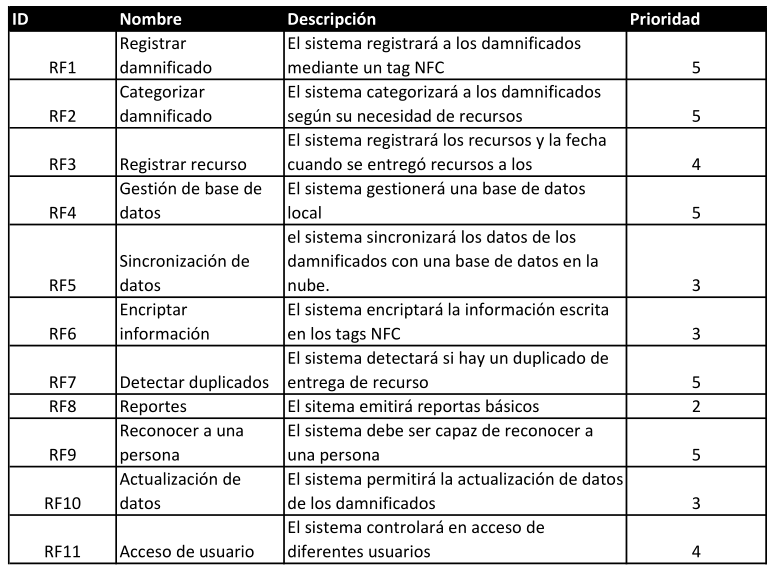 ID Nombre Descripción Prioridad
RF1 Registrar damnificado El sistema registrará a los damnificados mediante un tag NFC 5
RF2 Categorizar damnificado El sistema categorizará a los damnificados según su necesidad de recursos 5
RF3 Registrar recurso El sistema registrará los recursos y la fecha cuando se entregó recursos a los 4
RF4 Gestión de base de datos El sistema gestionerá una base de datos local 5
RF5 Sincronización de datos el sistema sincronizará los datos de los damnificados con una base de datos en la nube. 3
RF6 Encriptar información El sistema encriptará la información escrita en los tags NFC 3
RF7 Detectar duplicados El sistema detectará si hay un duplicado de entrega de recurso 5
RF8 Reportes El sitema emitirá reportas básicos 2
RF9 Reconocer a una persona El sistema debe ser capaz de reconocer a una persona 5
RF10 Actualización de datos El sistema permitirá la actualización de datos de los damnificados 3
RF11 Acceso de usuario El sistema controlará en acceso de diferentes usuarios 4